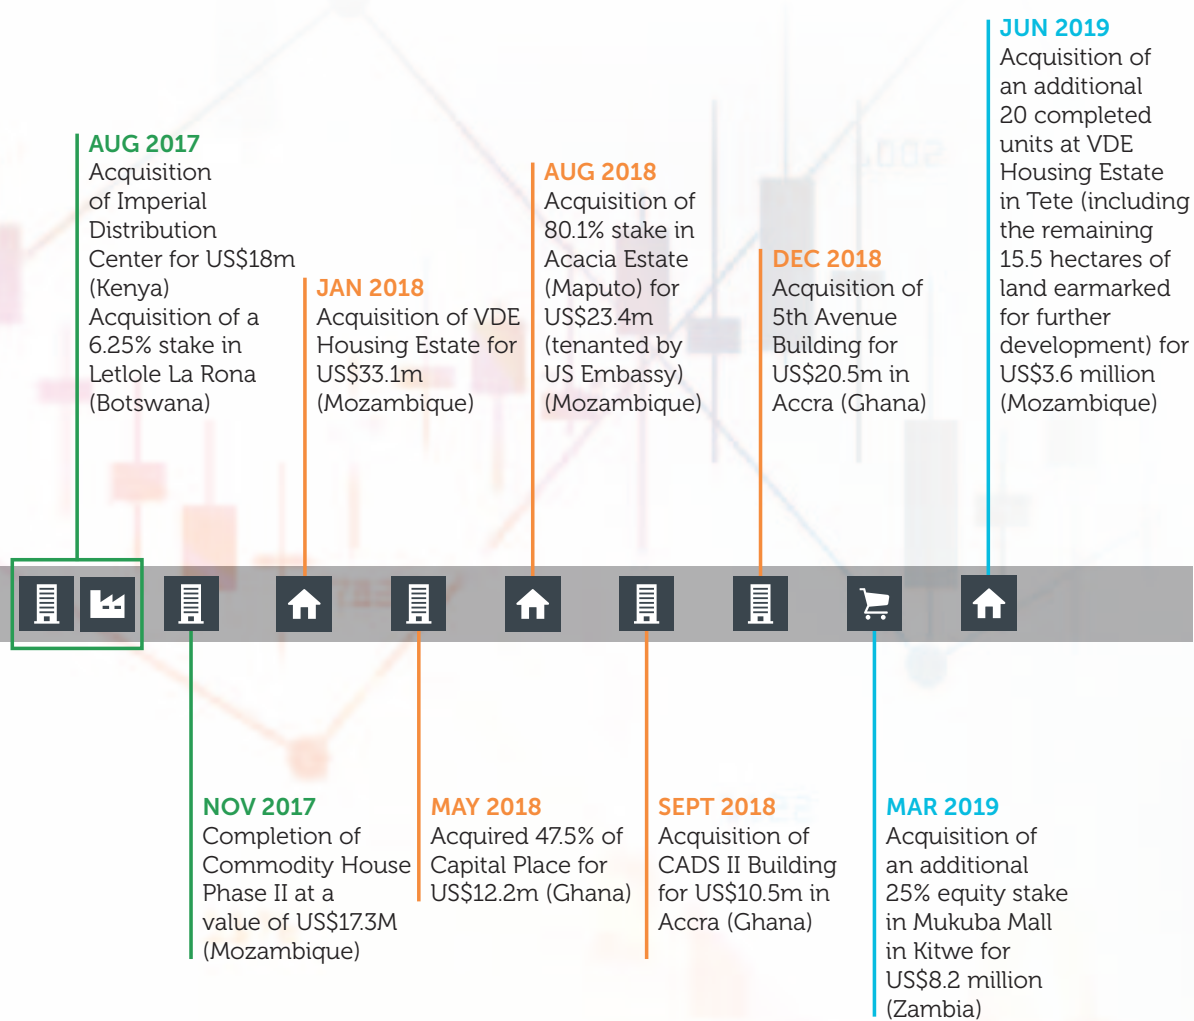 AUG 2017
Acquisition
of Imperial
Distribution
Center for US$18m
(Kenya)
Acquisition of a
6.25% stake in
Letlole La Rona
(Botswana)
JAN 2018
Acquisition of VDE
Housing Estate for
US$33.1m
(Mozambique)
AUG 2018
Acquisition of
80.1% stake in
Acacia Estate
(Maputo) for
US$23.4m
(tenanted by
US Embassy)
(Mozambique)
DEC 2018
Acquisition of
5th Avenue
Building for
US$20.5m in
Accra (Ghana)
JUN 2019
Acquisition of
an additional
20 completed
units at VDE
Housing Estate
in Tete (including
the remaining
15.5 hectares of
land earmarked
for further
development) for
US$3.6 million
(Mozambique)
NOV 2017
Completion of
Commodity House
Phase II at a
value of US$17.3M
(Mozambique)
MAY 2018
Acquired 47.5% of
Capital Place for
US$12.2m (Ghana)
SEPT 2018
Acquisition of
CADS II Building
for US$10.5m in
Accra (Ghana)
MAR 2019
Acquisition of
an additional
25% equity stake
in Mukuba Mall
in Kitwe for
US$8.2 million
(Zambia)